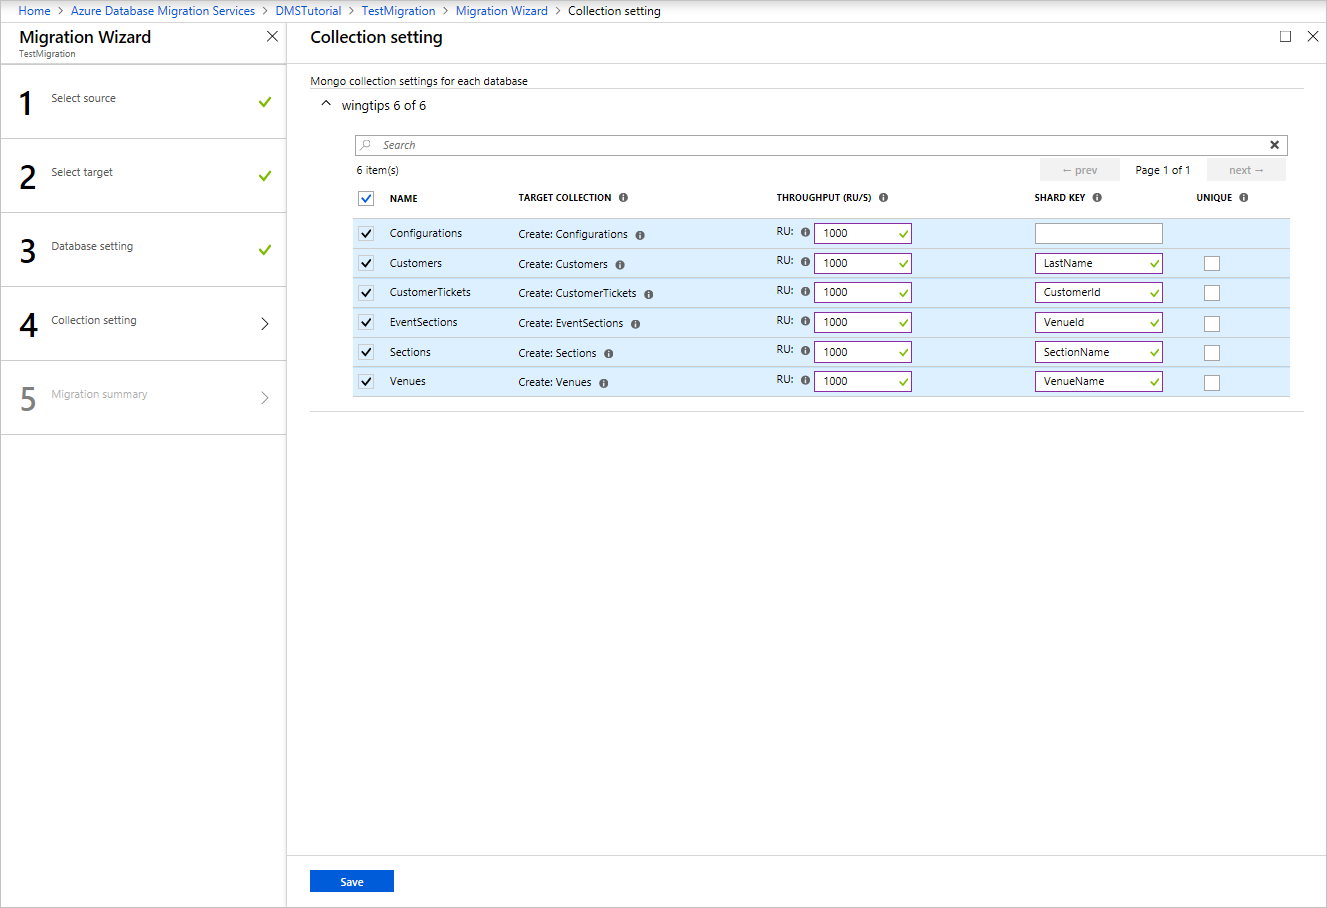 Home > Azure Database Migration Services > DMSTutorial > TestMigration > Migration Wizard > Collection setting
Migration Wizard
TestMigration
1 Select source
2 Select target
3 Database setting
4 Collection setting
5 Migration summary
Collection setting
Mongo collection settings for each database
wingtips 6 of 6
Search
6 item(s) ← prev Page 1 of 1 next →
NAME TARGET COLLECTION THROUGHPUT (RU/S) SHARD KEY UNIQUE
Configurations Create: Configurations RU: 1000
Customers Create: Customers RU: 1000 LastName
CustomerTickets Create: CustomerTickets RU: 1000 CustomerId
EventSections Create: EventSections RU: 1000 VenueId
Sections Create: Sections RU: 1000 SectionName
Venues Create: Venues RU: 1000 VenueName
Save